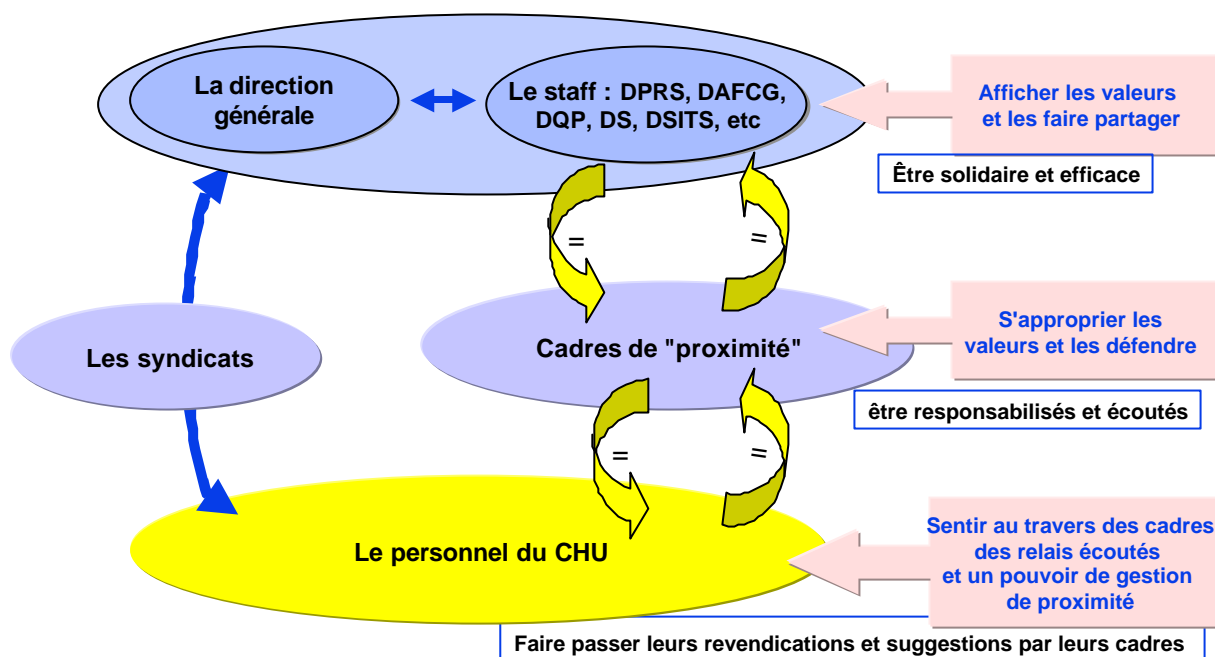 La direction
générale
Le staff : DPRS, DAFCG,
DQP, DS, DSITS, etc
Afficher les valeurs
et les faire partager
Être solidaire et efficace
=
=
Les syndicats
Cadres de "proximité"
S'approprier les
valeurs et les défendre
être responsabilisés et écoutés
=
=
Le personnel du CHU
Sentir au travers des cadres
des relais écoutés
et un pouvoir de gestion
de proximité
Faire passer leurs revendications et suggestions par leurs cadres